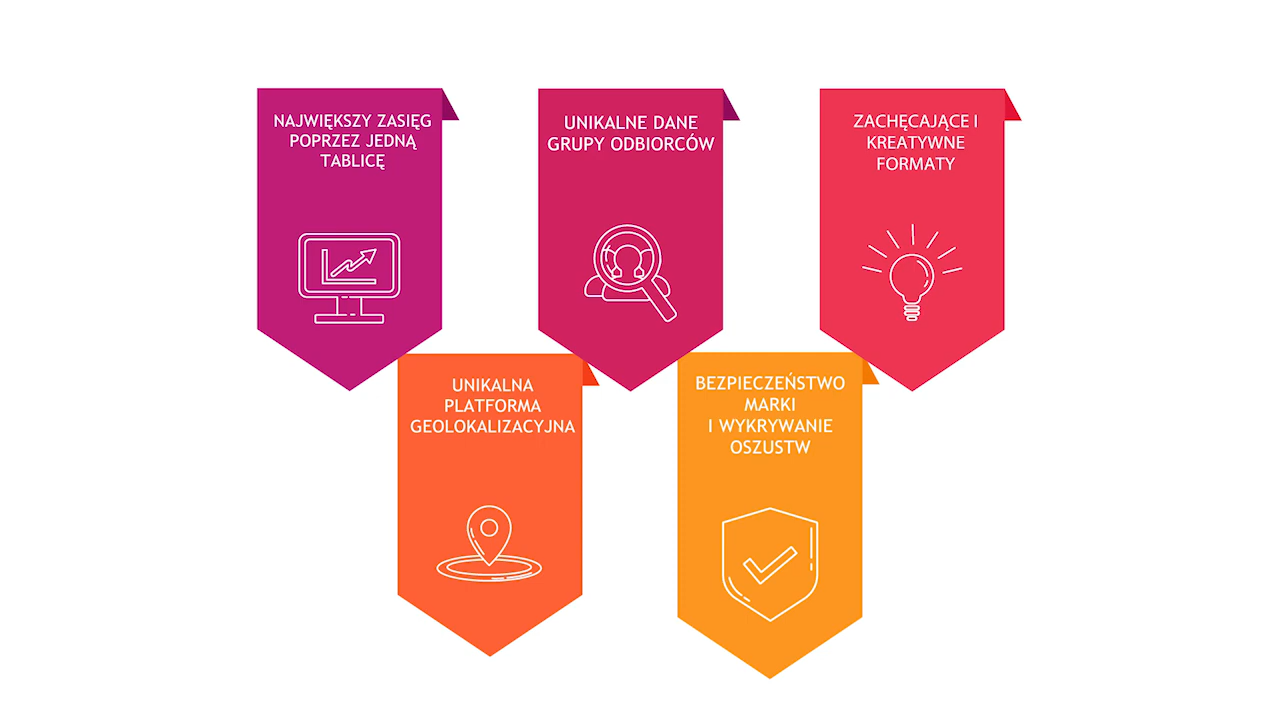 NAJWIĘKSZY ZASIĘG
POPRZEZ JEDNĄ
TABLICĘ
UNIKALNE DANE
GRUPY ODBIORCÓW
ZACHĘCAJĄCE I
KREATYWNE
FORMATY
UNIKALNA
PLATFORMA
GEOLOKALIZACYJNA
BEZPIECZEŃSTWO
MARKI
I WYKRYWANIE
OSZUSTW